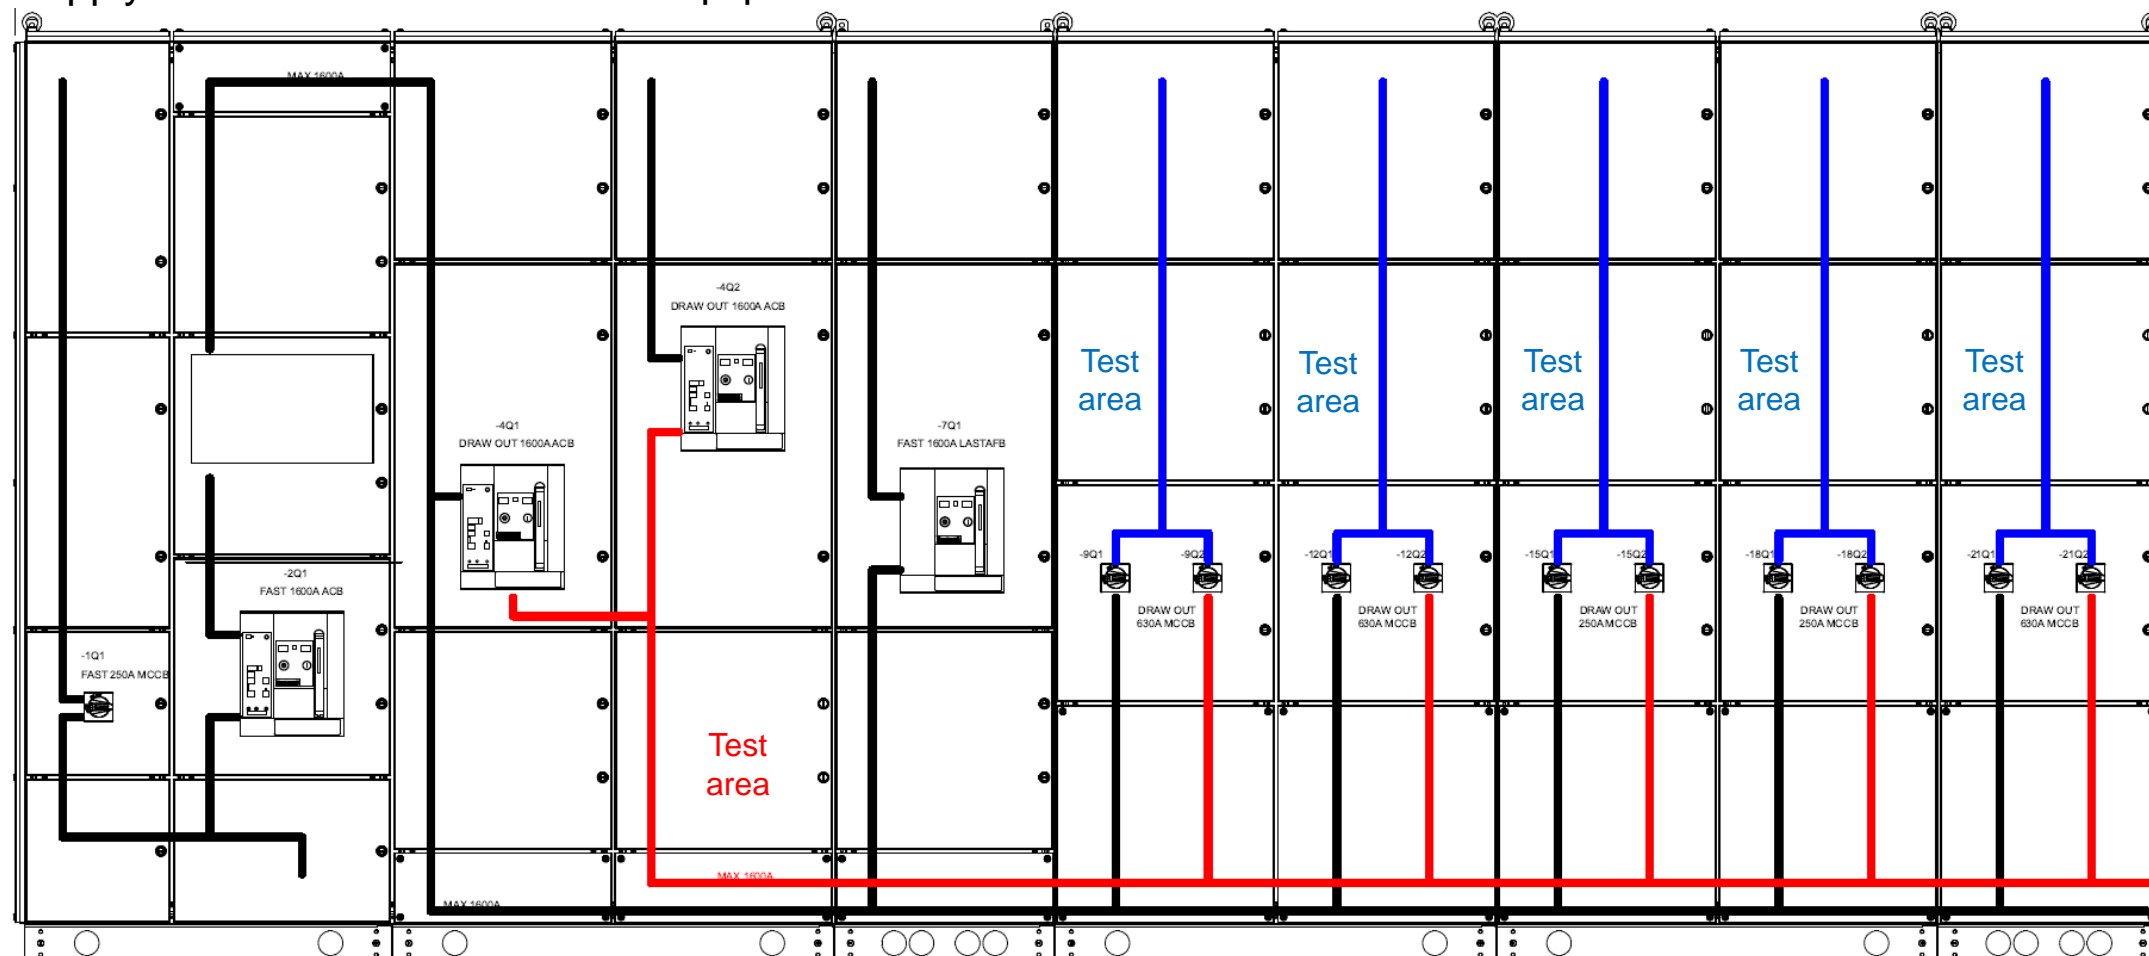 MAX 1600A
-4Q2
DRAW OUT 1600A ACB
Test
area
Test
area
Test
area
Test
area
Test
area
-4Q1
DRAW OUT 1600A ACB
-7Q1
FAST 1600A LASTAFB
-9Q1
-9Q2
-12Q1
-12Q2
-15Q1
-15Q2
-18Q1
-18Q2
-21Q1
-21Q2
-2Q1
FAST 1600A ACB
DRAW OUT
630A MCCB
DRAW OUT
630A MCCB
DRAW OUT
250A MCCB
DRAW OUT
250A MCCB
DRAW OUT
630A MCCB
-1Q1
FAST 250A MCCB
Test
area
MAX 1600A
MAX 1600A